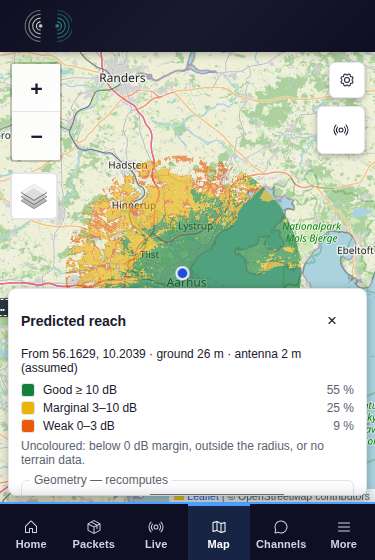 Randers
+
−
Hadsten
Hinnerup
Lystrup
Nationalpark
Mols Bjerge
Ebeltoft
Tilst
Aarhus
Predicted reach
×
From 56.1629, 10.2039 · ground 26 m · antenna 2 m
(assumed)
Good ≥ 10 dB 55 %
Marginal 3–10 dB 25 %
Weak 0–3 dB 9 %
Uncoloured: below 0 dB margin, outside the radius, or no
terrain data.
Geometry — recomputes
Leaflet | © OpenStreetMap contributors
Home Packets Live Map Channels More